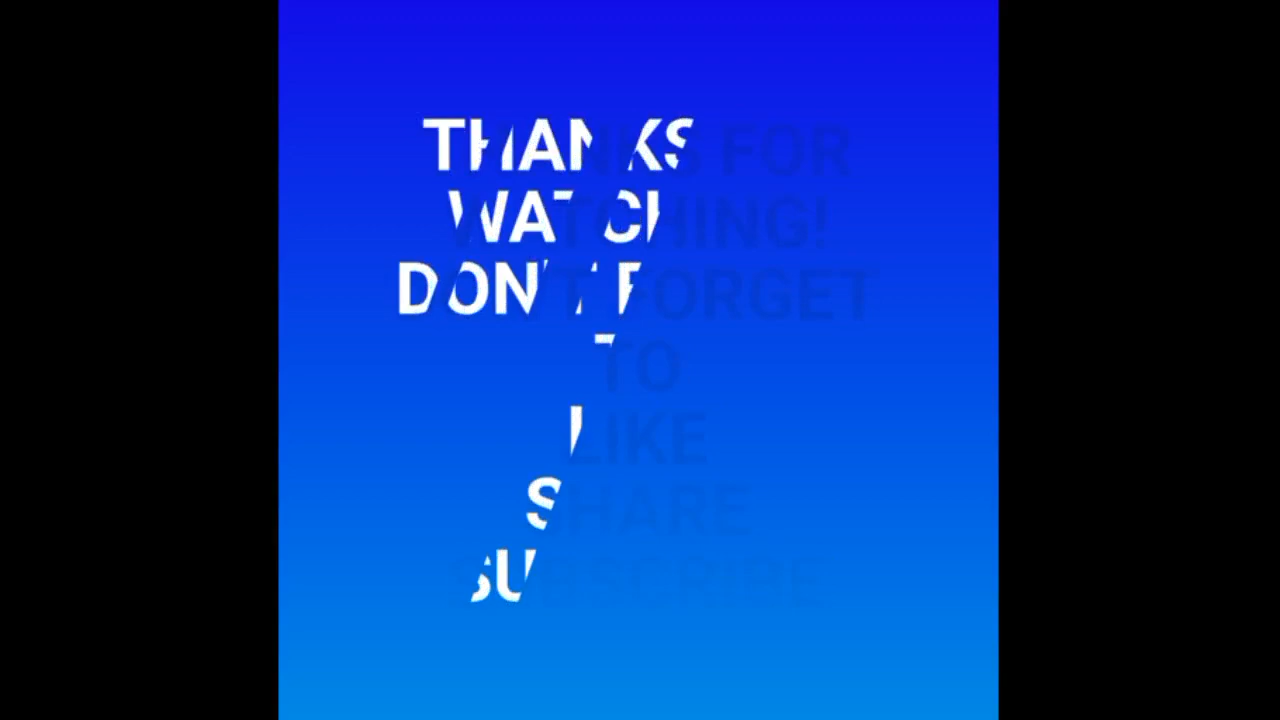 THANKS FOR
WATCHING!
DON'T FORGET
TO
LIKE
SHARE
SUBSCRIBE